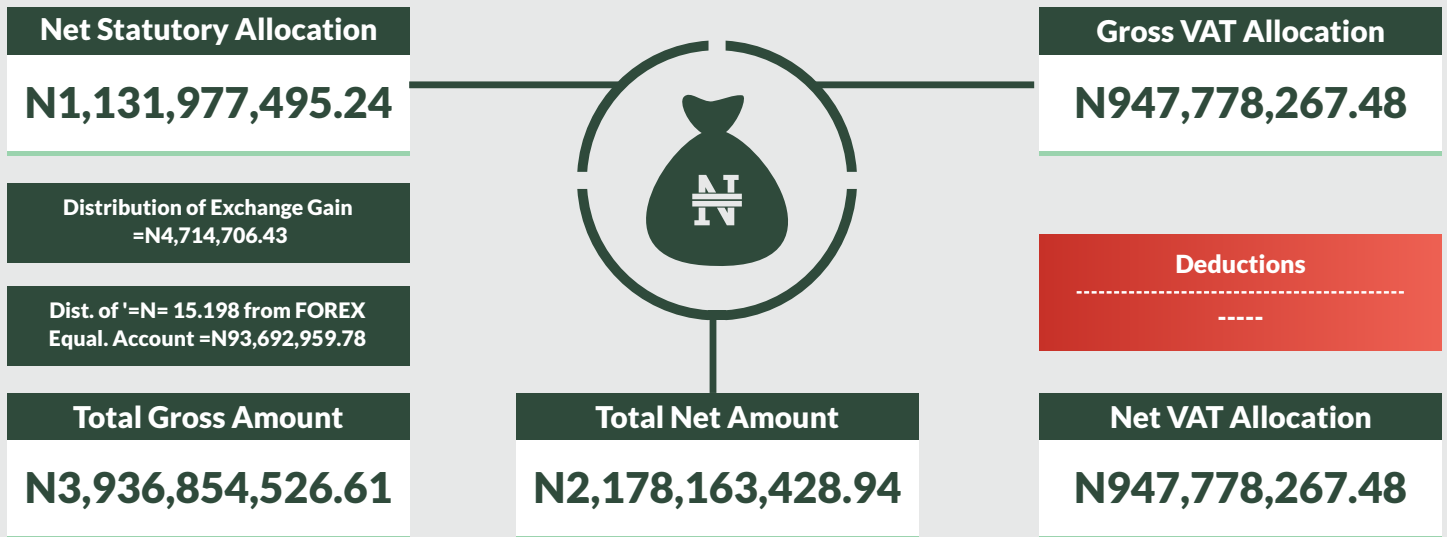 Net Statutory Allocation
N1,131,977,495.24
Distribution of Exchange Gain
=N4,714,706.43
Dist. of '=N= 15.198 from FOREX
Equal. Account =N93,692,959.78
Total Gross Amount
N3,936,854,526.61
₦
Total Net Amount
N2,178,163,428.94
Gross VAT Allocation
N947,778,267.48
Deductions
--------------------------------------------
-----
Net VAT Allocation
N947,778,267.48